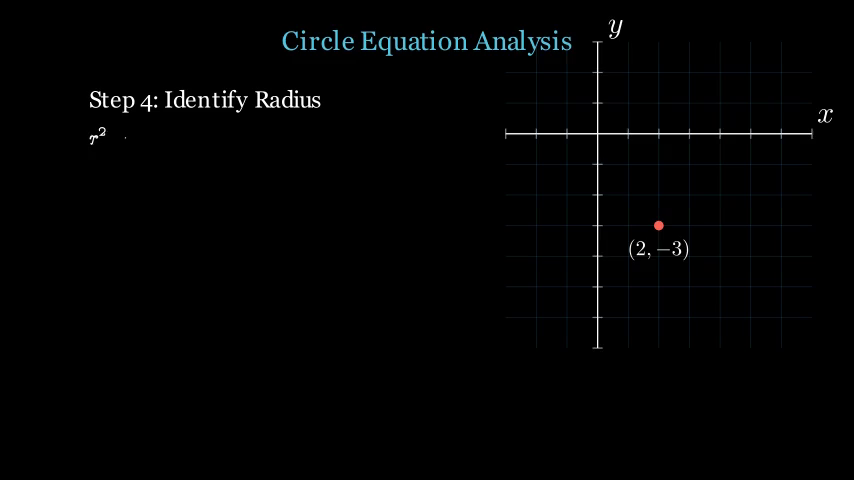 Circle Equation Analysis
y
Step 4: Identify Radius
x
r²
(2, −3)